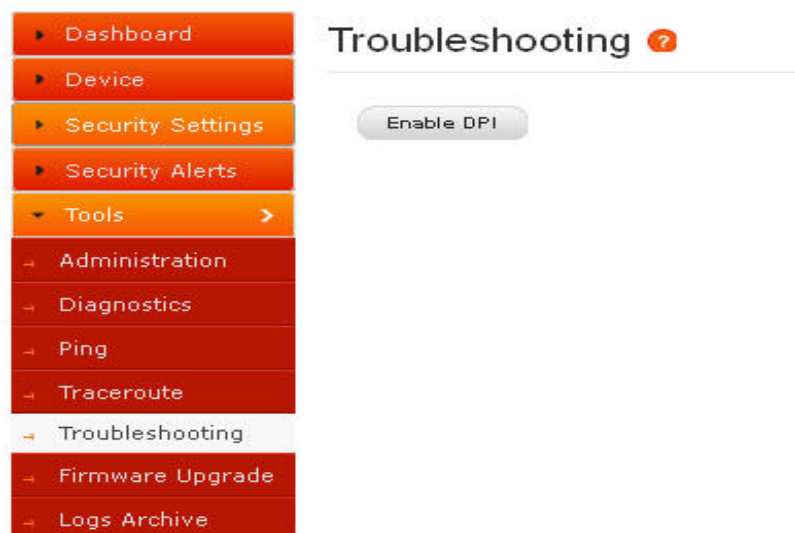 Dashboard
Device
Security Settings
Security Alerts
Tools
Administration
Diagnostics
Ping
Traceroute
Troubleshooting
Firmware Upgrade
Logs Archive
Troubleshooting ?
Enable DPI